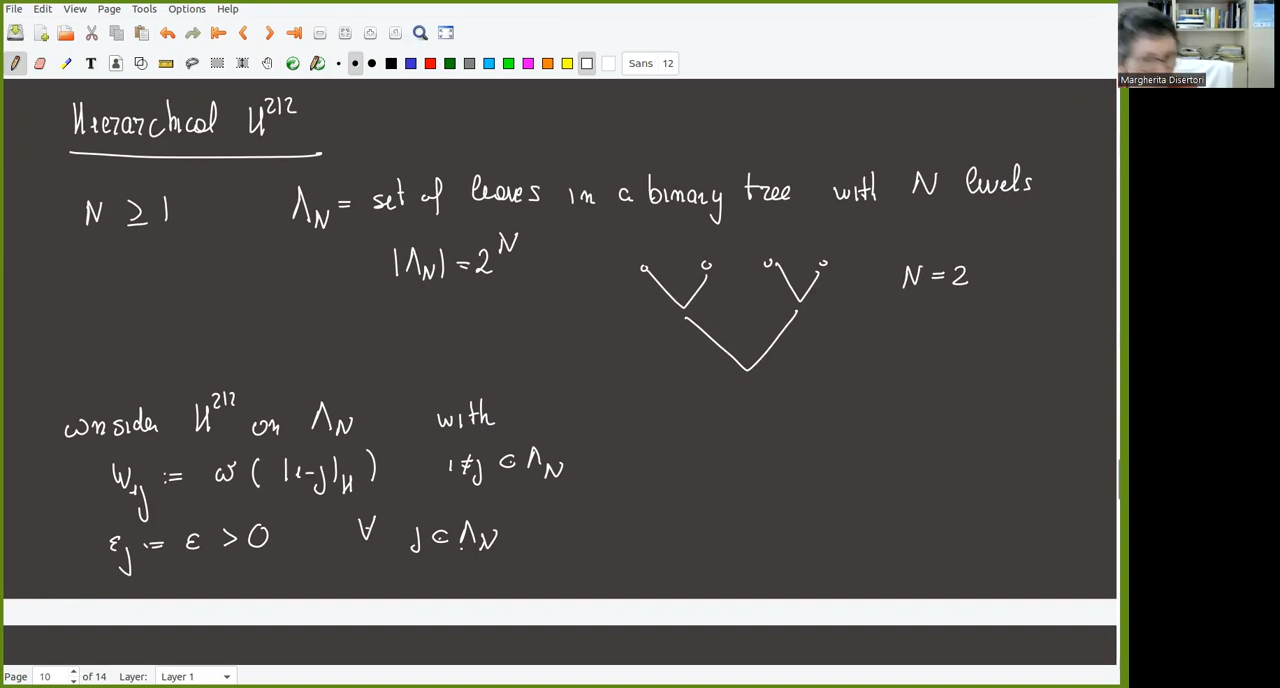 File Edit View Page Tools Options Help
Sans 12
Margherita Disertori
Hierarchical H^{2|2}
N ≥ 1 Λ_N = set of leaves in a binary tree with N levels
|Λ_N| = 2^N
N = 2
consider H^{2|2} on Λ_N with
W_{ij} := w(|i-j|_H) i≠j ∈ Λ_N
ε_j := ε > 0 ∀ j ∈ Λ_N
Page 10 of 14 Layer: Layer 1